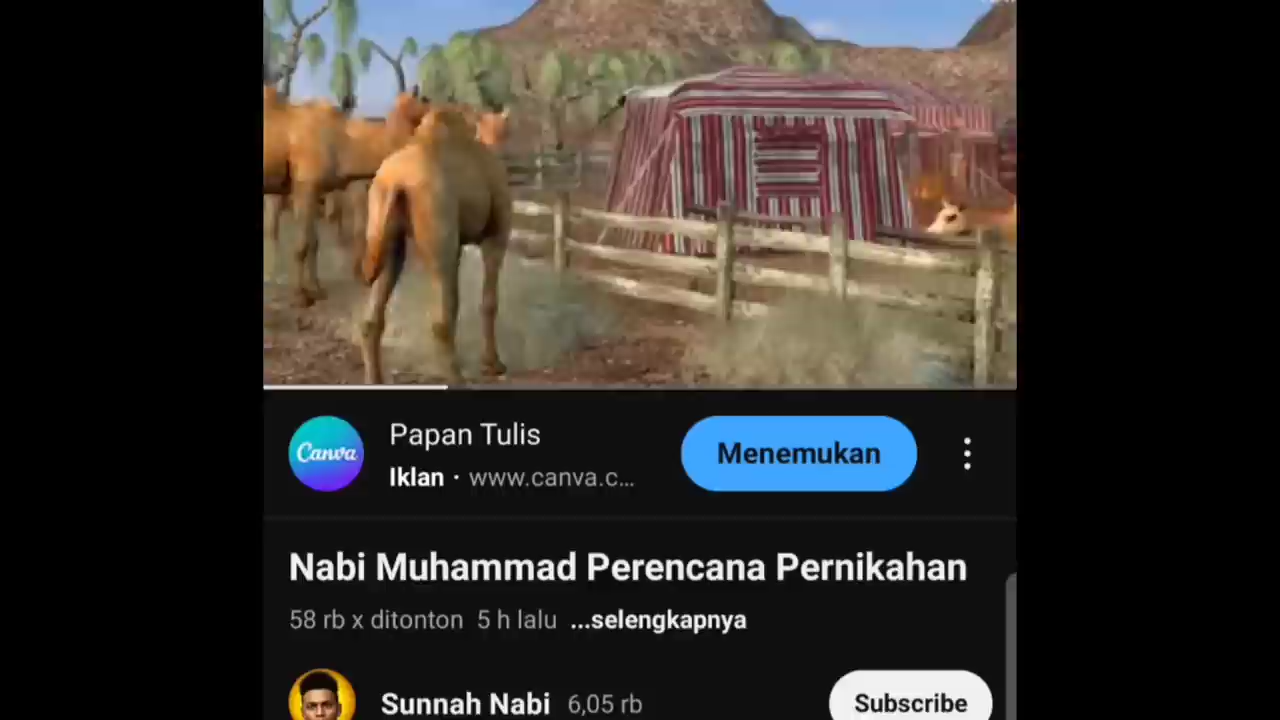 Canva
Papan Tulis
Iklan · www.canva.c...
Menemukan
Nabi Muhammad Perencana Pernikahan
58 rb x ditonton 5 h lalu ...selengkapnya
Sunnah Nabi 6,05 rb
Subscribe